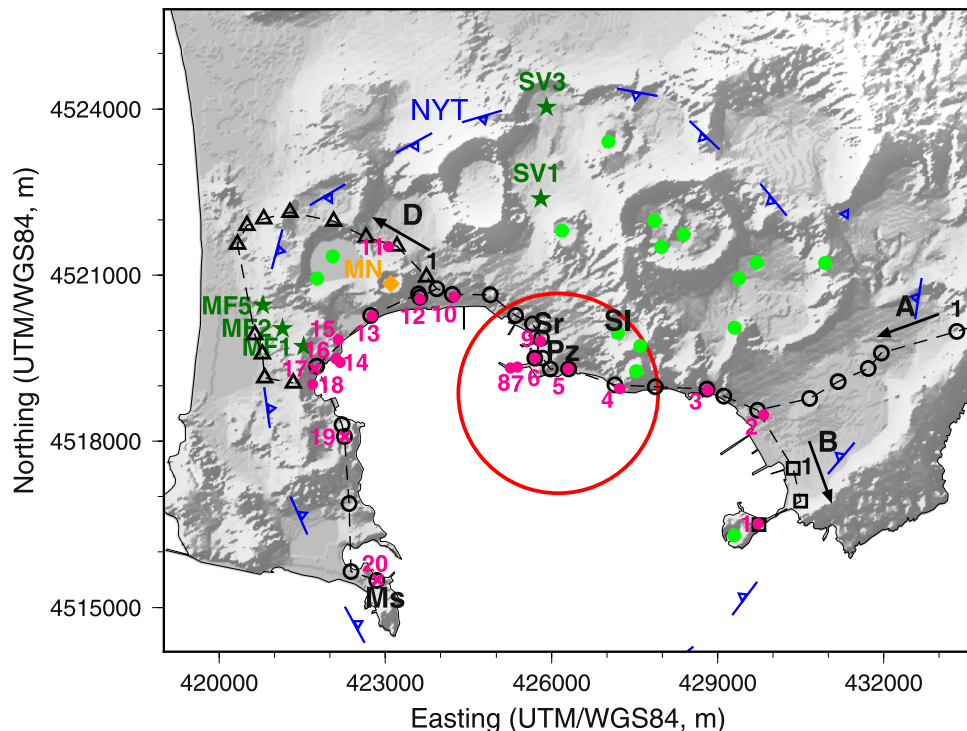 SV3
4524000
NYT
SV1
D
11
1
MN
MF5
A
1
4521000
MF2
15
MF1
16
17
14
13
12
10
Sr
Sl
9
Pz
18
8
7
6
5
4
3
2
B
1
19
4518000
1
20
Ms
4515000
Northing (UTM/WGS84, m)
420000
423000
426000
429000
432000
Easting (UTM/WGS84, m)